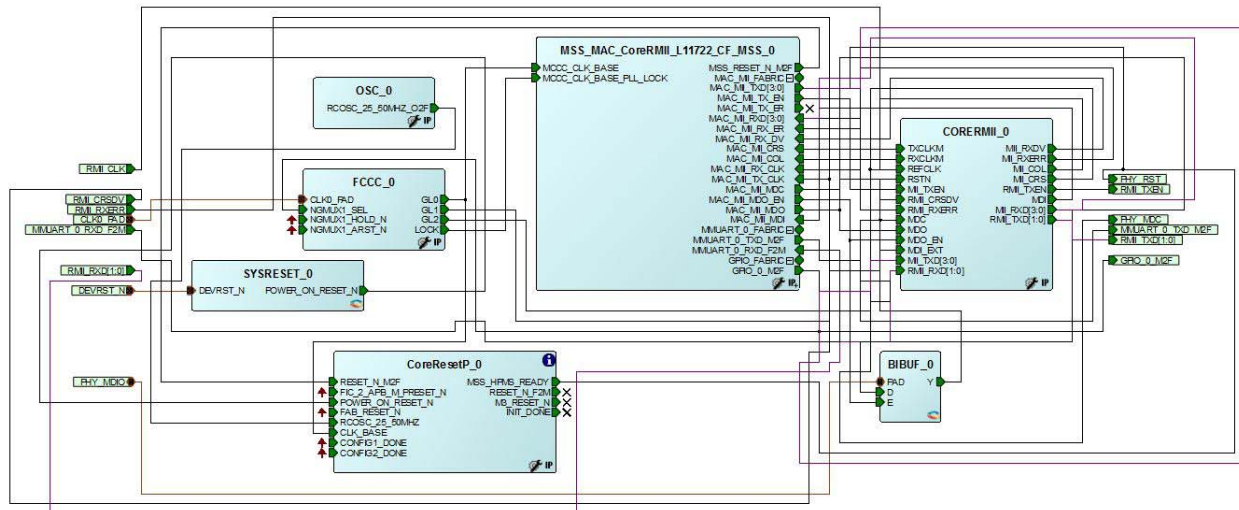 RMII_CLK
RMII_CRSDV
RMII_RXERR
CLK0_PAD
MMUART_0_RXD_F2M
RMII_RXD[1:0]
DEVRST_N
PHY_MDIO
OSC_0
RCOSC_25_50MHZ_O2F
IP
FCCC_0
CLK0_PAD
NGMUX1_SEL
NGMUX1_HOLD_N
NGMUX1_ARST_N
GL0
GL1
GL2
LOCK
IP
SYSRESET_0
DEVRST_N
POWER_ON_RESET_N
CoreResetP_0
RESET_N_M2F
FIC_2_APB_M_PRESET_N
POWER_ON_RESET_N
FAB_RESET_N
RCOSC_25_50MHZ
CLK_BASE
CONFIG1_DONE
CONFIG2_DONE
MSS_HPMS_READY
RESET_N_F2M
M3_RESET_N
INIT_DONE
IP
MSS_MAC_CoreRMII_L11722_CF_MSS_0
MCCC_CLK_BASE
MCCC_CLK_BASE_PLL_LOCK
MSS_RESET_N_M2F
MAC_MII_FABRIC
MAC_MII_TXD[3:0]
MAC_MII_TX_EN
MAC_MII_TX_ER
MAC_MII_RXD[3:0]
MAC_MII_RX_ER
MAC_MII_RX_DV
MAC_MII_CRS
MAC_MII_COL
MAC_MII_RX_CLK
MAC_MII_TX_CLK
MAC_MII_MDC
MAC_MII_MDO_EN
MAC_MII_MDO
MAC_MII_MDI
MMUART_0_FABRIC
MMUART_0_TXD_M2F
MMUART_0_RXD_F2M
GPIO_FABRIC
GPIO_0_M2F
IP
CORERMII_0
TXCLKM
RXCLKM
REFCLK
RSTN
MII_TXEN
RMII_CRSDV
RMII_RXERR
MDC
MDO
MDO_EN
MDI_EXT
MII_TXD[3:0]
RMII_RXD[1:0]
MII_RXDV
MII_RXERR
MII_COL
MII_CRS
RMII_TXEN
MDI
MII_RXD[3:0]
RMII_TXD[1:0]
IP
BIBUF_0
PAD
D
E
Y
PHY_RST
RMII_TXEN
PHY_MDC
MMUART_0_TXD_M2F
RMII_TXD[1:0]
GPIO_0_M2F